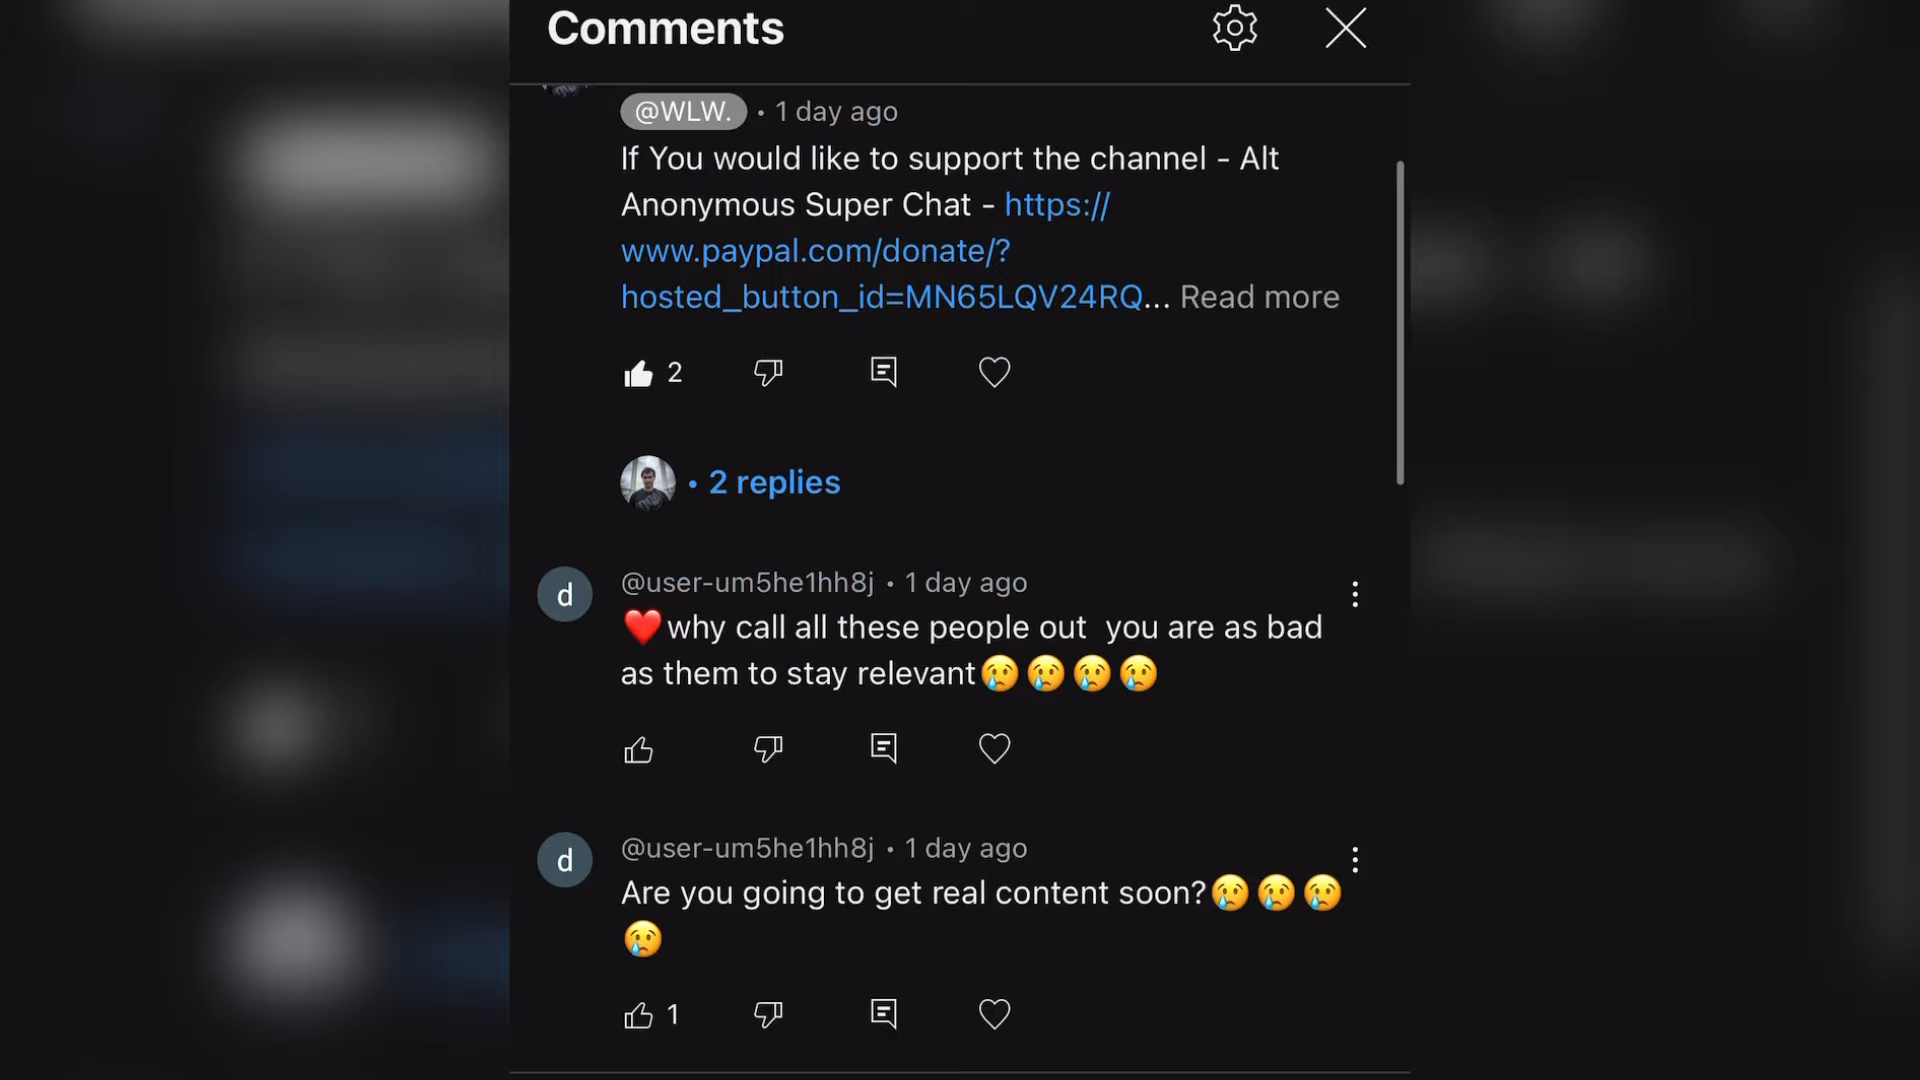 Comments
@WLW. • 1 day ago
If You would like to support the channel - Alt
Anonymous Super Chat - https://
www.paypal.com/donate/?
hosted_button_id=MN65LQV24RQ... Read more
2
• 2 replies
d
@user-um5he1hh8j • 1 day ago
❤️why call all these people out  you are as bad
as them to stay relevant😢😢😢😢
d
@user-um5he1hh8j • 1 day ago
Are you going to get real content soon?😢😢😢
😢
1